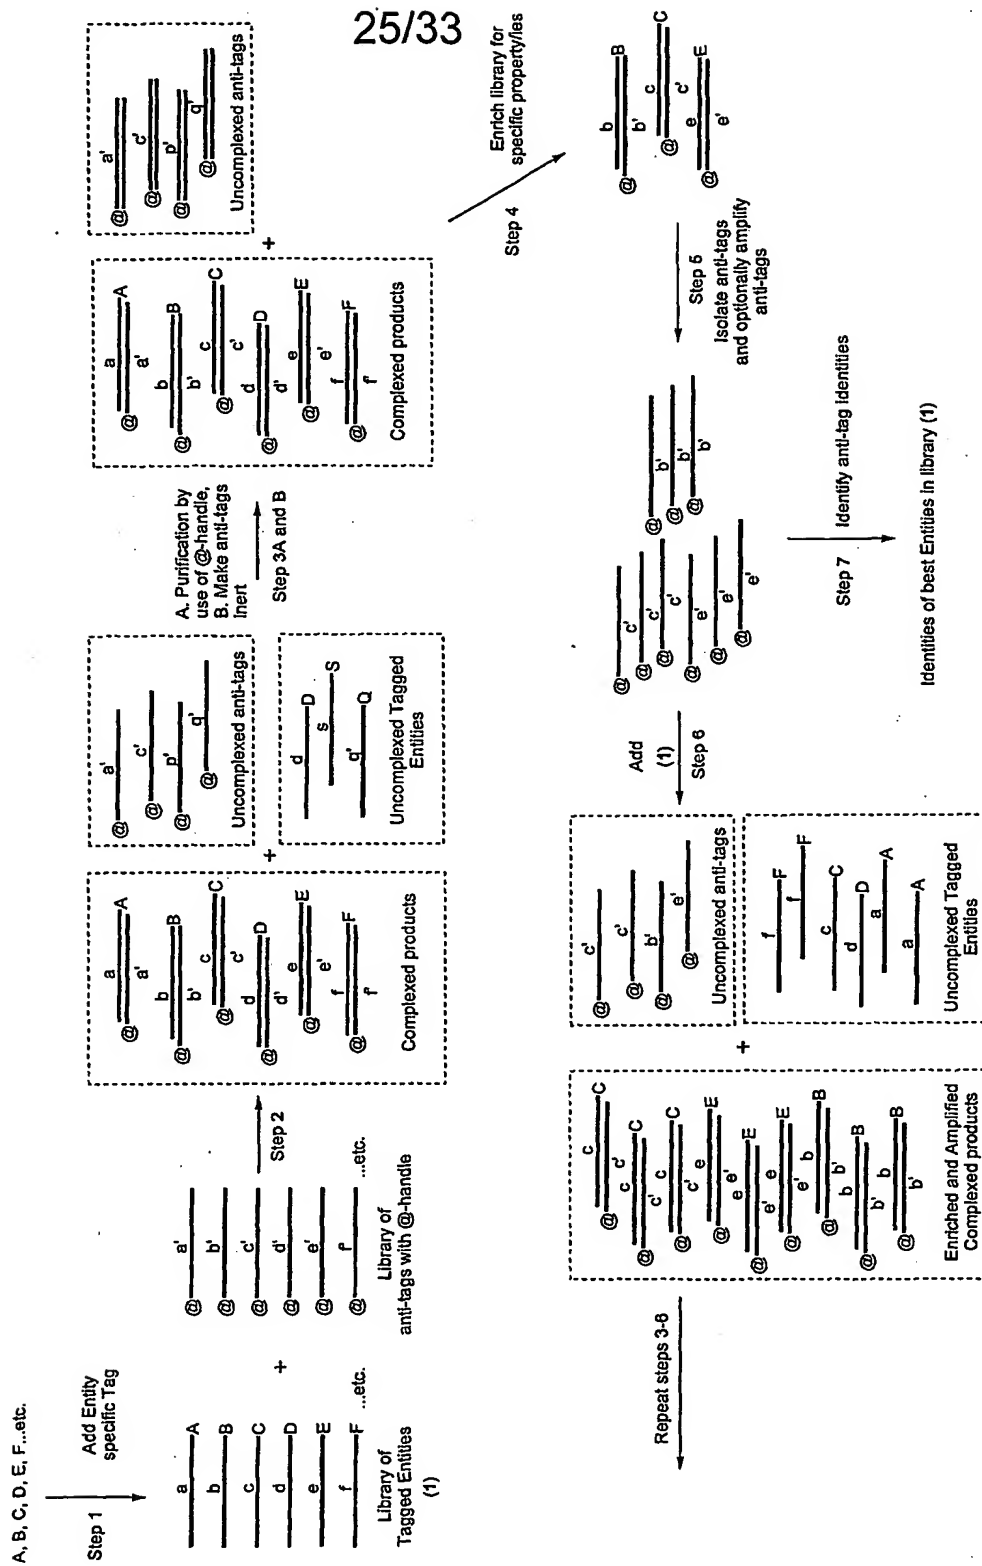 25/33
A, B, C, D, E, F...etc.
Step 1
Add Entity
specific Tag
a A
b B
c C
d D
e E
f F ...etc.
Library of
Tagged Entities
(1)
+
@ a'
@ b'
@ c'
@ d'
@ e'
@ f' ...etc.
Library of
anti-tags with @-handle
Step 2
a A
@ a'
b B
@ b'
c C
@ c'
d D
@ d'
e E
@ e'
f F
@ f'
Complexed products
+
@ a'
@ c'
@ p'
@ q'
Uncomplexed anti-tags
d D
s S
q' Q
Uncomplexed Tagged
Entities
A. Purification by
use of @-handle,
B. Make anti-tags
inert
Step 3A and B
a A
@ a'
b B
@ b'
c C
@ c'
d D
@ d'
e E
@ e'
f F
@ f'
Complexed products
+
@ a'
@ c'
@ p'
@ q'
Uncomplexed anti-tags
Step 4
Enrich library for
specific property/ies
b B
@ b'
c C
@ c'
e E
@ e'
Step 5
Isolate anti-tags
and optionally amplify
anti-tags
@ c'
@ c'
@ c'
@ e'
@ e'
@ e'
@ b'
@ b'
@ b'
Step 7
Identify anti-tag identities
Identities of best Entities in library (1)
Add
(1)
Step 6
@ c'
@ c'
@ b'
@ e'
Uncomplexed anti-tags
f F
f F
c C
d D
a A
a A
Uncomplexed Tagged
Entities
+
c C
@ c'
c C
@ c'
c C
@ c'
e E
@ e'
e E
@ e'
e E
@ e'
b B
@ b'
b B
@ b'
b B
@ b'
Enriched and Amplified
Complexed products
Repeat steps 3-6